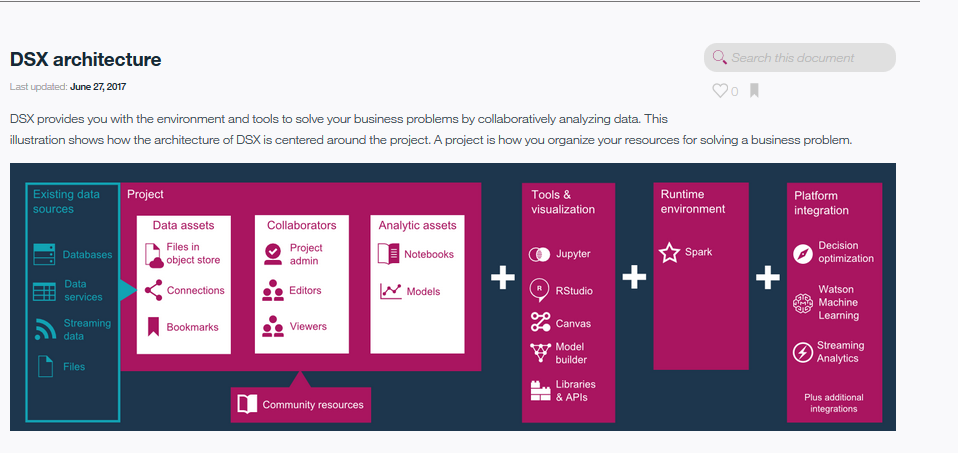 DSX architecture
Search this document
Last updated: June 27, 2017
0
DSX provides you with the environment and tools to solve your business problems by collaboratively analyzing data. This
illustration shows how the architecture of DSX is centered around the project. A project is how you organize your resources for solving a business problem.
Existing data
sources
Databases
Data
services
Streaming
data
Files
Project
Data assets
Files in
object store
Connections
Bookmarks
Collaborators
Project
admin
Editors
Viewers
Analytic assets
Notebooks
Models
Community resources
+
Tools &
visualization
Jupyter
R
RStudio
Canvas
Model
builder
Libraries
& APIs
+
Runtime
environment
Spark
+
Platform
integration
Decision
optimization
Watson
Machine
Learning
Streaming
Analytics
Plus additional
integrations